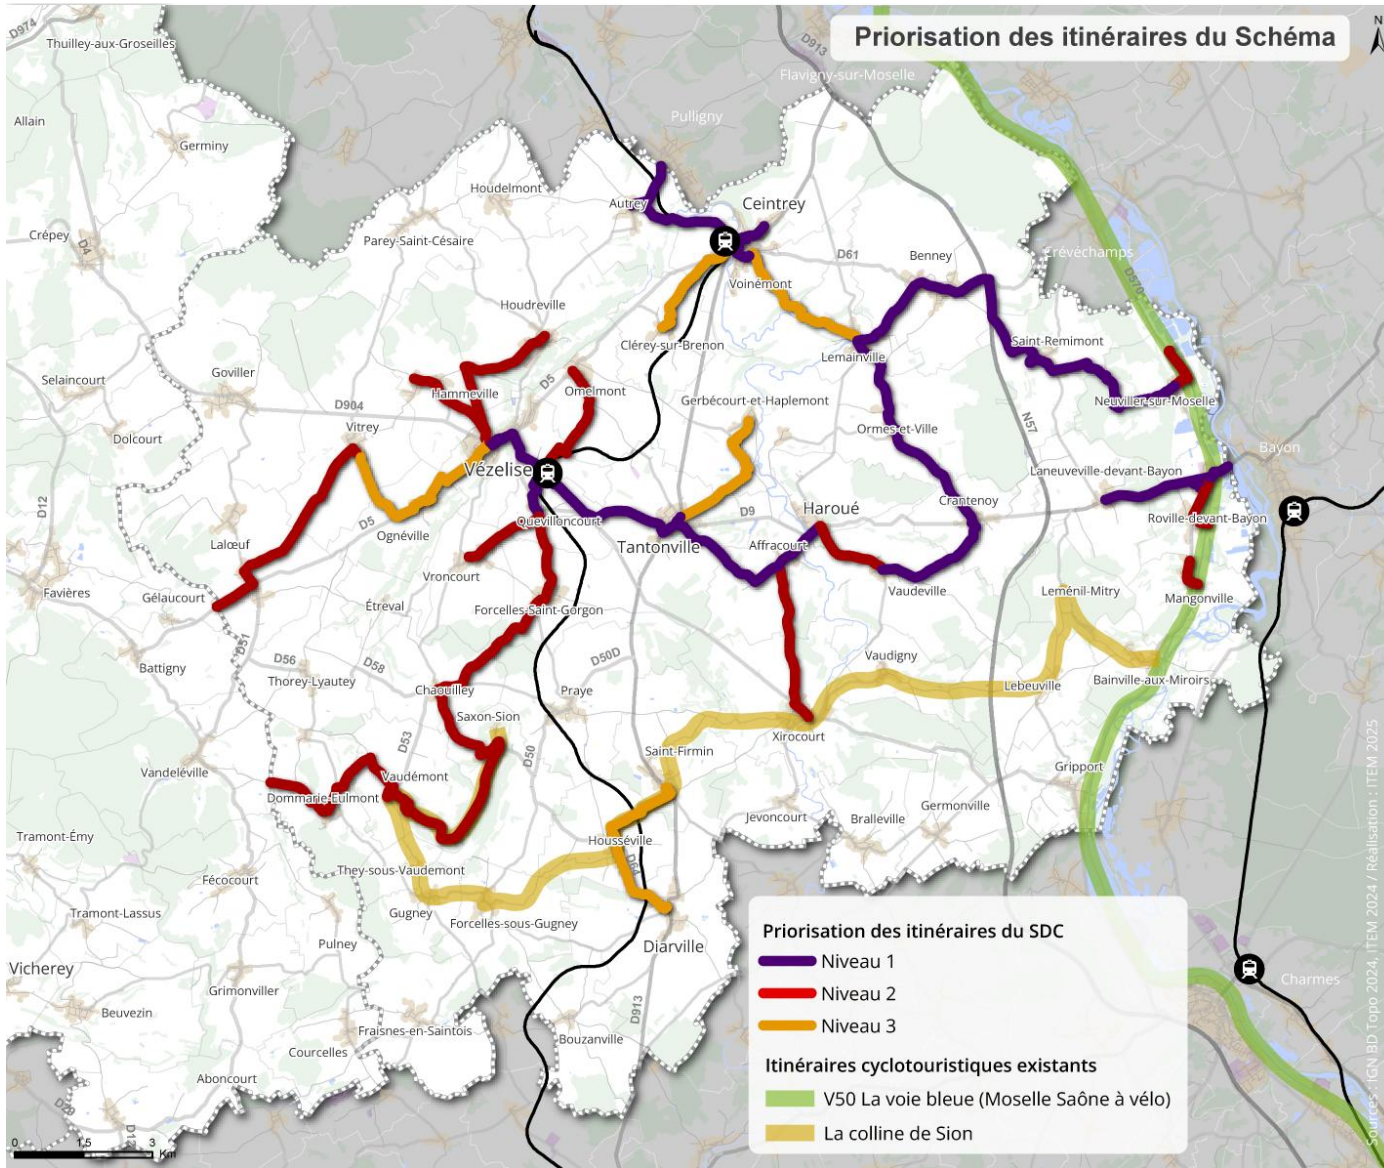 Priorisation des itinéraires du Schéma
N
D974
Thuilley-aux-Groseilles
D913
Flavigny-sur-Moselle
Pulligny
Allain
Germiny
Houdelmont
Autrey
Ceintrey
Crépey
D4
Parey-Saint-Césaire
D61
Benney
Crévéchamps
D570
Voinémont
Houdreville
Clérey-sur-Brenon
Lemainville
Saint-Remimont
Selaincourt
Goviller
D5
Omelmont
Hammeville
Gerbécourt-et-Haplemont
Neuviller-sur-Moselle
D904
Vitrey
Ormes-et-Ville
N57
Dolcourt
Bayon
Vézelise
Laneuveville-devant-Bayon
D12
Crantenoy
D5
Ognéville
Quevilloncourt
D9
Haroué
Roville-devant-Bayon
Lalœuf
Tantonville
Affracourt
Vroncourt
Favières
Gélaucourt
Étreval
Forcelles-Saint-Gorgon
Vaudeville
Leménil-Mitry
Mangonville
D51
Battigny
D56
D58
D50D
Vaudigny
Thorey-Lyautey
Chaouilley
Praye
Lebeuville
Bainville-aux-Miroirs
Saxon-Sion
D53
D50
Saint-Firmin
Xirocourt
Vandeléville
Vaudémont
Gripport
Dommarie-Eulmont
Germonville
Jevoncourt
Bralleville
Tramont-Émy
Housséville
D64
They-sous-Vaudemont
Fécocourt
Tramont-Lassus
Gugney
Forcelles-sous-Gugney
Diarville
Pulney
Vicherey
Grimonviller
Charmes
Beuvezin
Fraisnes-en-Saintois
D913
Bouzanville
Courcelles
Aboncourt
D29
Priorisation des itinéraires du SDC
Niveau 1
Niveau 2
Niveau 3
Itinéraires cyclotouristiques existants
V50 La voie bleue (Moselle Saône à vélo)
La colline de Sion
0 1,5 3
Km
Sources : IGN BD Topo 2024, ITEM 2024 / Réalisation : ITEM 2025